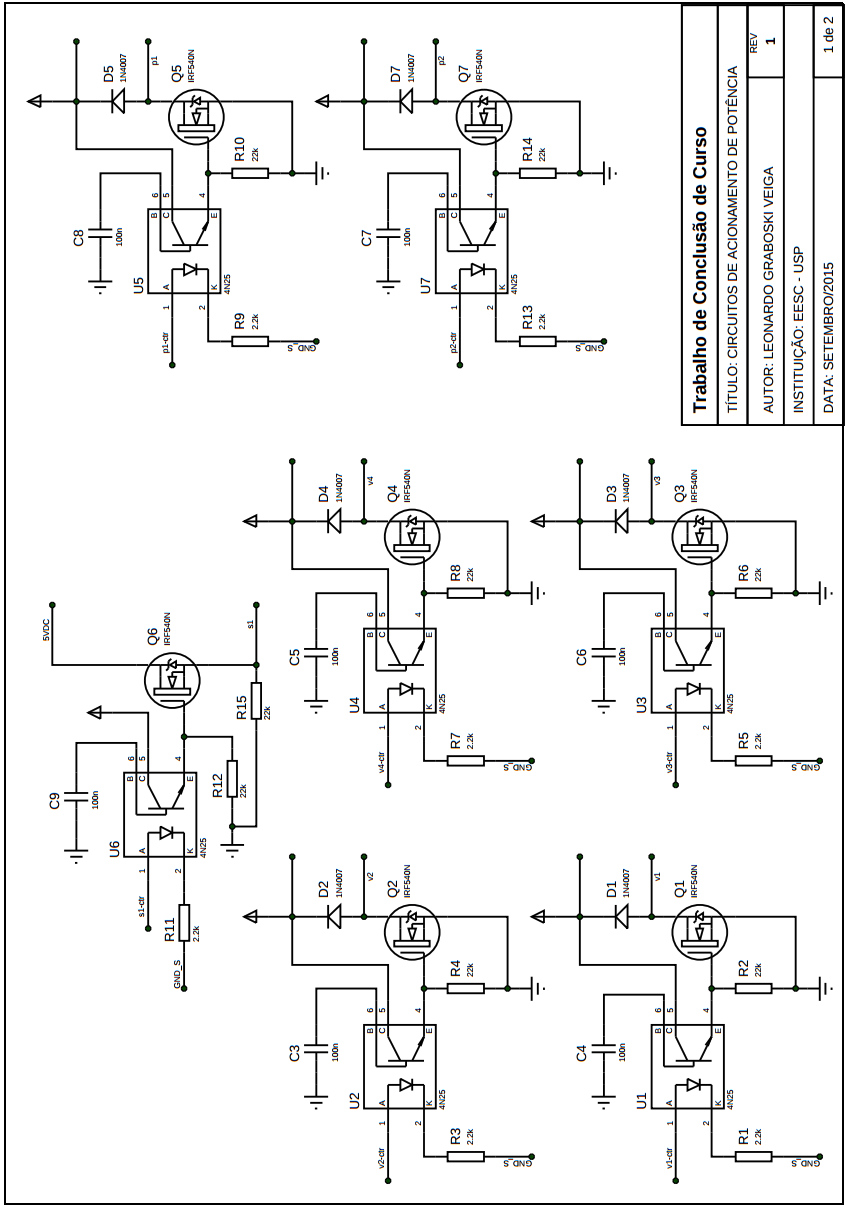 D5
1N4007
p1
Q5
IRF540N
R10
22k
C8
100n
6
5
4
B
C
E
U5
A
K
4N25
1
2
p1-ctr
R9
2.2k
GND_S
D7
1N4007
p2
Q7
IRF540N
R14
22k
C7
100n
6
5
4
B
C
E
U7
A
K
4N25
1
2
p2-ctr
R13
2.2k
GND_S
5VDC
Q6
IRF540N
s1
R15
22k
R12
22k
C9
100n
6
5
4
B
C
E
U6
A
K
4N25
1
2
s1-ctr
R11
2.2k
GND_S
D4
1N4007
v4
Q4
IRF540N
R8
22k
C5
100n
6
5
4
B
C
E
U4
A
K
4N25
1
2
v4-ctr
R7
2.2k
GND_S
D3
1N4007
v3
Q3
IRF540N
R6
22k
C6
100n
6
5
4
B
C
E
U3
A
K
4N25
1
2
v3-ctr
R5
2.2k
GND_S
D2
1N4007
v2
Q2
IRF540N
R4
22k
C3
100n
6
5
4
B
C
E
U2
A
K
4N25
1
2
v2-ctr
R3
2.2k
GND_S
D1
1N4007
v1
Q1
IRF540N
R2
22k
C4
100n
6
5
4
B
C
E
U1
A
K
4N25
1
2
v1-ctr
R1
2.2k
GND_S
Trabalho de Conclusão de Curso
TÍTULO: CIRCUITOS DE ACIONAMENTO DE POTÊNCIA
AUTOR: LEONARDO GRABOSKI VEIGA
REV
1
INSTITUIÇÃO: EESC - USP
DATA: SETEMBRO/2015
1 de 2